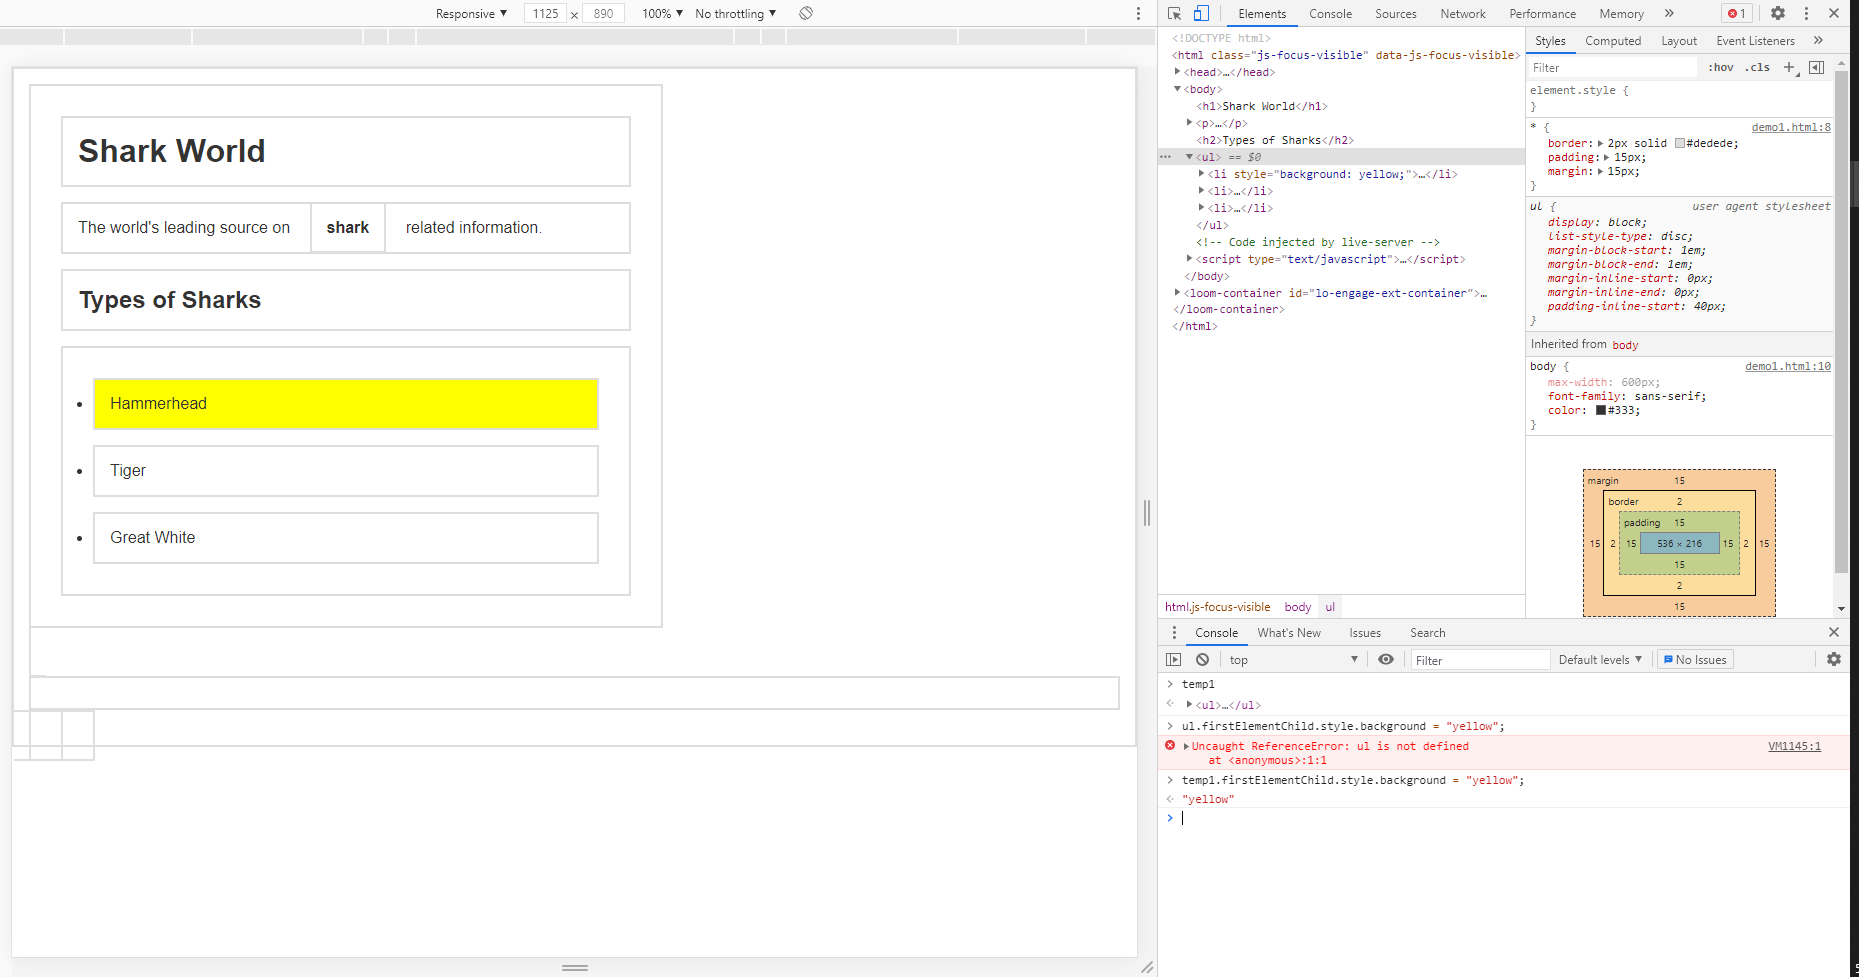 Responsive ▼ 1125 × 890 100% ▼ No throttling ▼
Shark World
The world's leading source on shark related information.
Types of Sharks
• Hammerhead
• Tiger
• Great White
Elements Console Sources Network Performance Memory » 1
<!DOCTYPE html>
<html class="js-focus-visible" data-js-focus-visible>
▶<head>…</head>
▼<body>
<h1>Shark World</h1>
▶<p>…</p>
<h2>Types of Sharks</h2>
… ▼<ul> == $0
▶<li style="background: yellow;">…</li>
▶<li>…</li>
▶<li>…</li>
</ul>
<!-- Code injected by live-server -->
▶<script type="text/javascript">…</script>
</body>
▶<loom-container id="lo-engage-ext-container">…
</loom-container>
</html>
html.js-focus-visible body ul
Styles Computed Layout Event Listeners »
Filter :hov .cls +
element.style {
}
* { demo1.html:8
border: ▶ 2px solid #dedede;
padding: ▶ 15px;
margin: ▶ 15px;
}
ul { user agent stylesheet
display: block;
list-style-type: disc;
margin-block-start: 1em;
margin-block-end: 1em;
margin-inline-start: 0px;
margin-inline-end: 0px;
padding-inline-start: 40px;
}
Inherited from body
body { demo1.html:10
max-width: 600px;
font-family: sans-serif;
color: #333;
}
margin 15
border 2
padding 15
15 2 15 536 × 216 15 2 15
15
2
15
Console What's New Issues Search
top ▼ Filter Default levels ▼ No Issues
> temp1
▶<ul>…</ul>
> ul.firstElementChild.style.background = "yellow";
▶Uncaught ReferenceError: ul is not defined VM1145:1
at <anonymous>:1:1
> temp1.firstElementChild.style.background = "yellow";
"yellow"
>